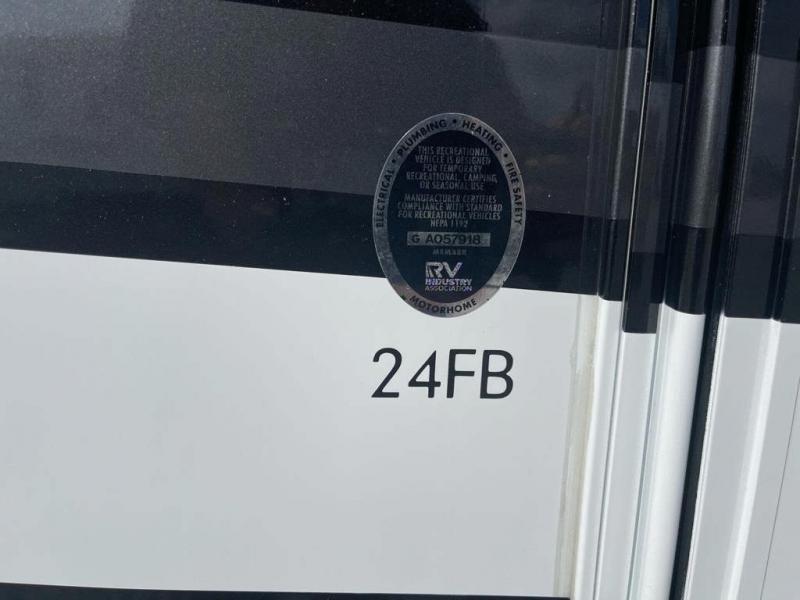 ELECTRICAL • PLUMBING • HEATING • FIRE SAFETY
THIS RECREATIONAL
VEHICLE IS DESIGNED
FOR TEMPORARY
RECREATIONAL, CAMPING,
OR SEASONAL USE
MANUFACTURER CERTIFIES
COMPLIANCE WITH STANDARD
FOR RECREATIONAL VEHICLES
NFPA 1192
G A057918
MEMBER
RV
INDUSTRY
ASSOCIATION
• MOTORHOME •
24FB